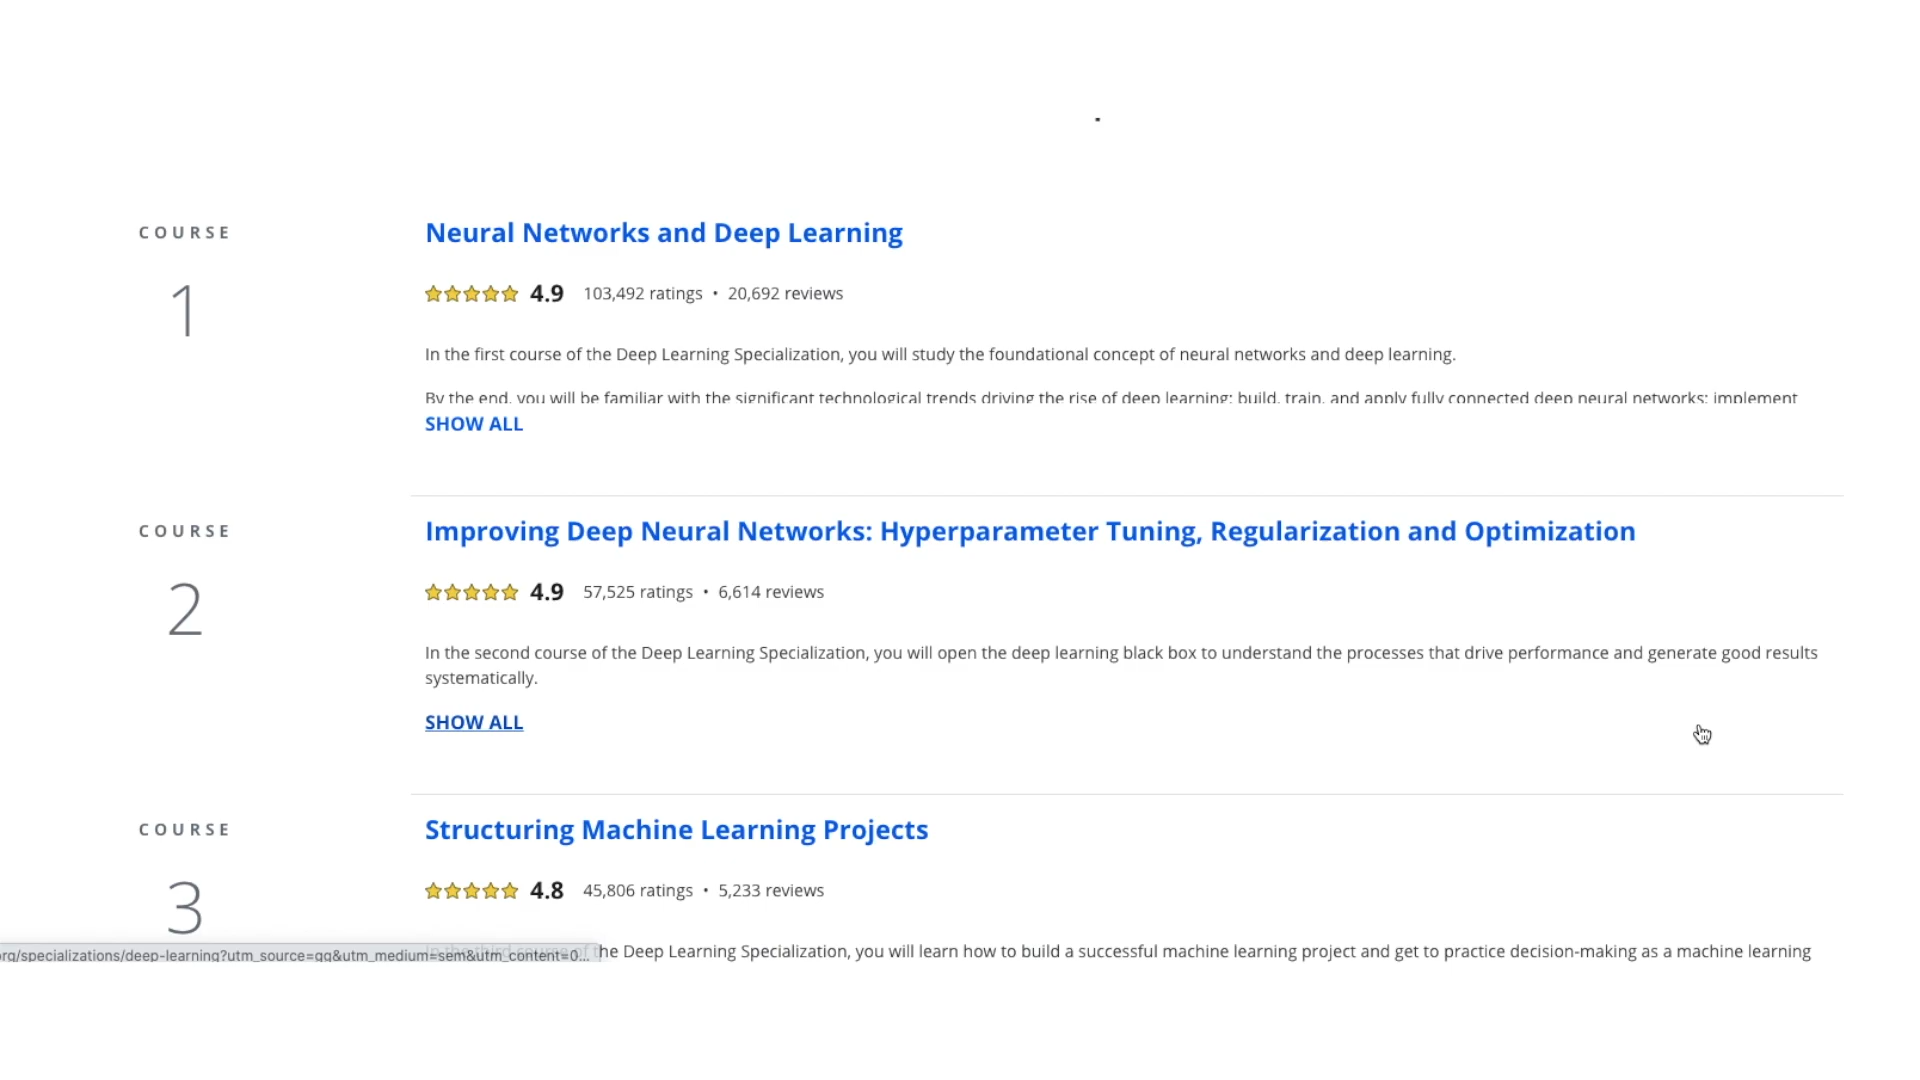 COURSE
1
Neural Networks and Deep Learning
4.9 103,492 ratings • 20,692 reviews
In the first course of the Deep Learning Specialization, you will study the foundational concept of neural networks and deep learning.
By the end, you will be familiar with the significant technological trends driving the rise of deep learning; build, train, and apply fully connected deep neural networks; implement
SHOW ALL
COURSE
2
Improving Deep Neural Networks: Hyperparameter Tuning, Regularization and Optimization
4.9 57,525 ratings • 6,614 reviews
In the second course of the Deep Learning Specialization, you will open the deep learning black box to understand the processes that drive performance and generate good results
systematically.
SHOW ALL
COURSE
3
Structuring Machine Learning Projects
4.8 45,806 ratings • 5,233 reviews
In the third course of the Deep Learning Specialization, you will learn how to build a successful machine learning project and get to practice decision-making as a machine learning
org/specializations/deep-learning?utm_source=gg&utm_medium=sem&utm_content=0...